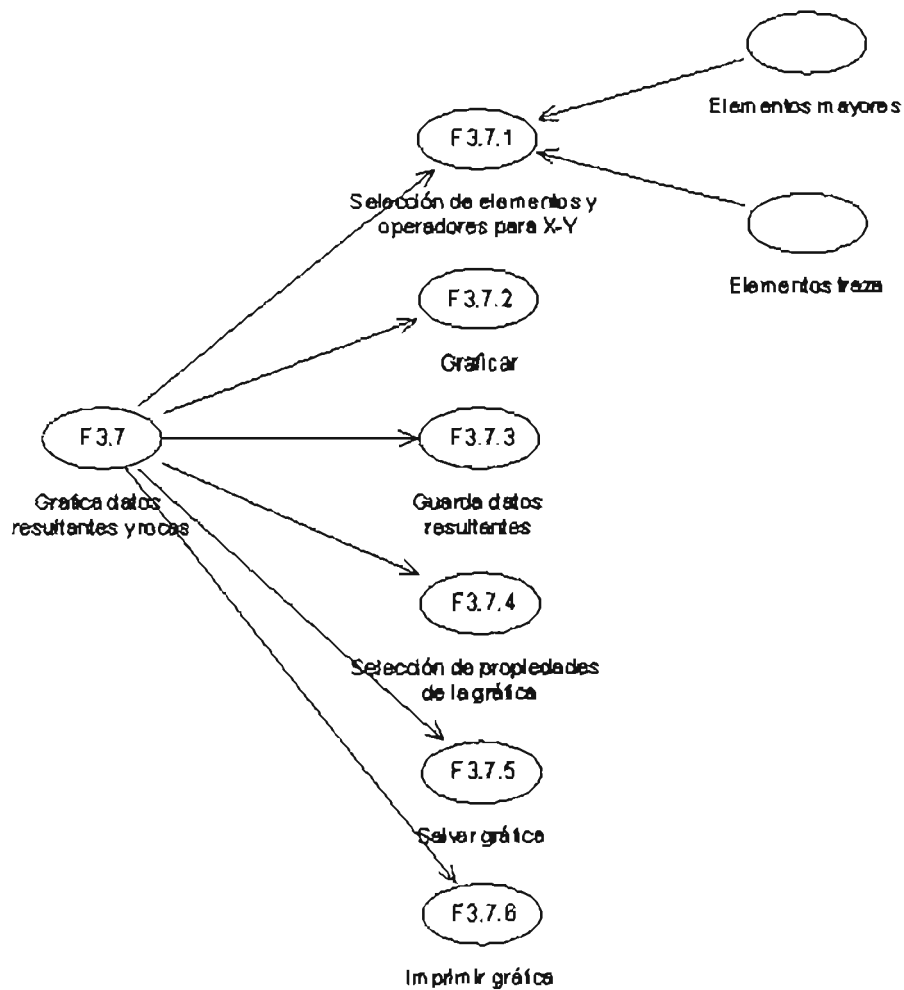 Elementos mayores
F3.7.1
Selección de elementos y
operadores para X-Y
Elementos traza
F3.7.2
Graficar
F3.7
Grafica datos
resultantes y rocas
F3.7.3
Guarda datos
resultantes
F3.7.4
Selección de propiedades
de la gráfica
F3.7.5
Salvar gráfica
F3.7.6
Imprimir gráfica